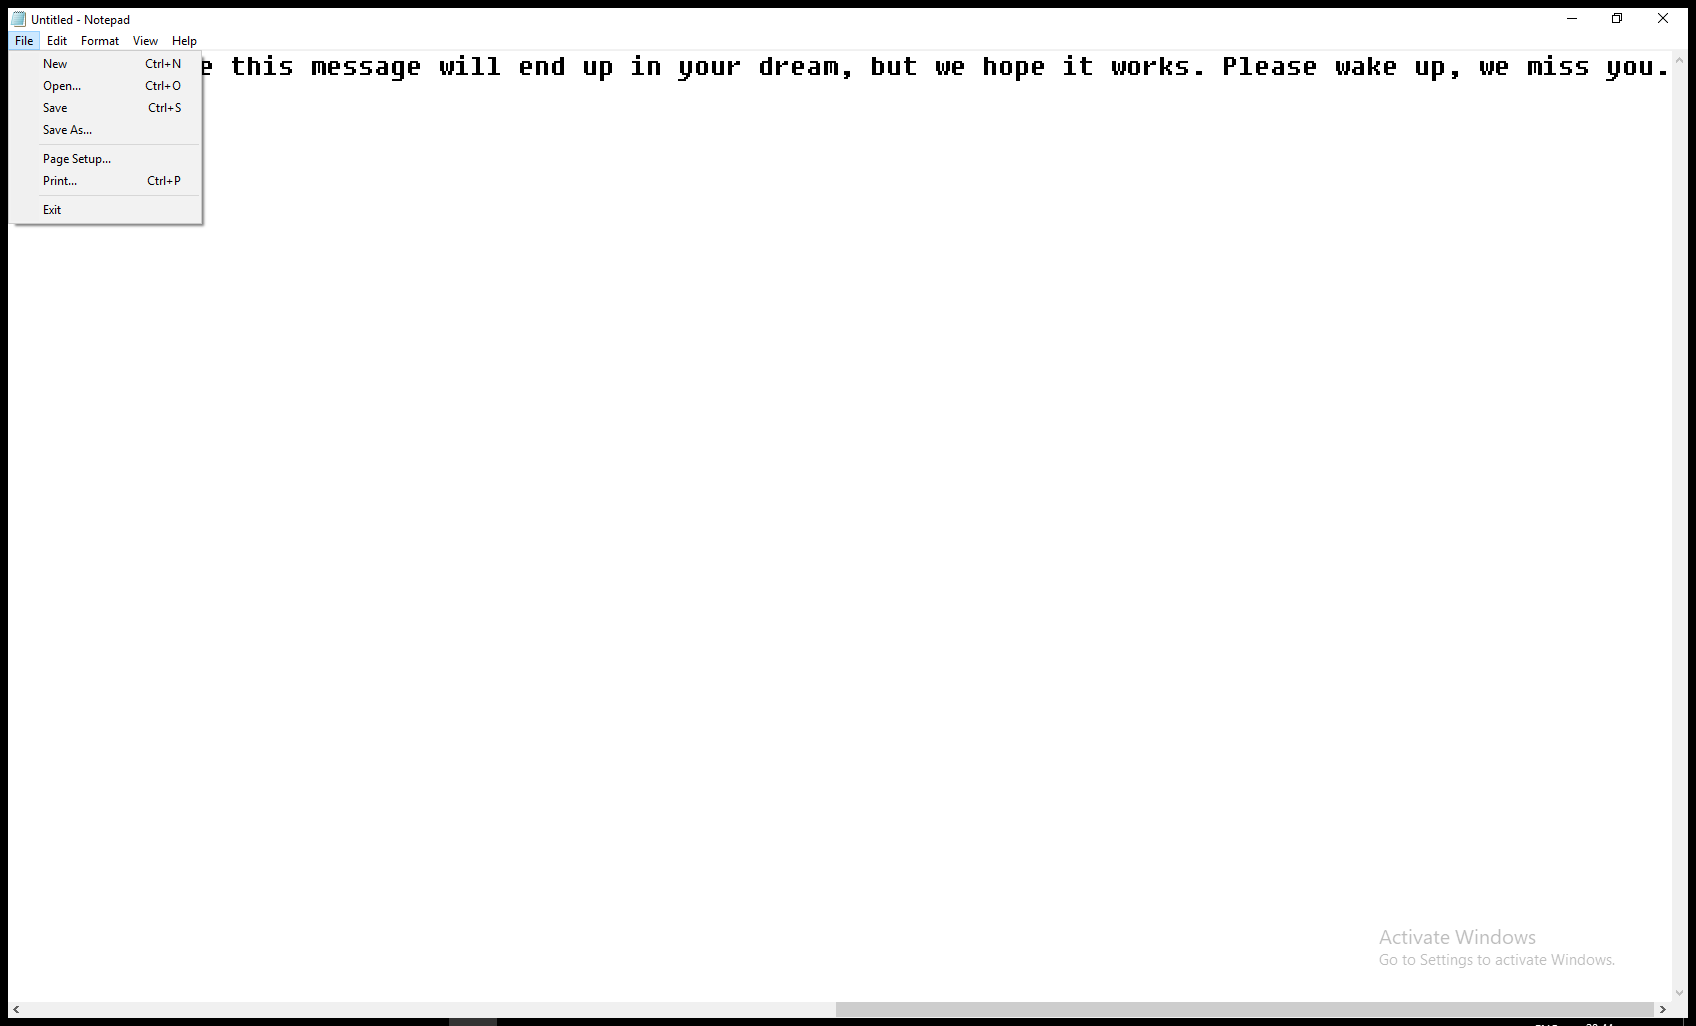 Untitled - Notepad
File Edit Format View Help
this message will end up in your dream, but we hope it works. Please wake up, we miss you.
New Ctrl+N
Open... Ctrl+O
Save Ctrl+S
Save As...
Page Setup...
Print... Ctrl+P
Exit
Activate Windows
Go to Settings to activate Windows.